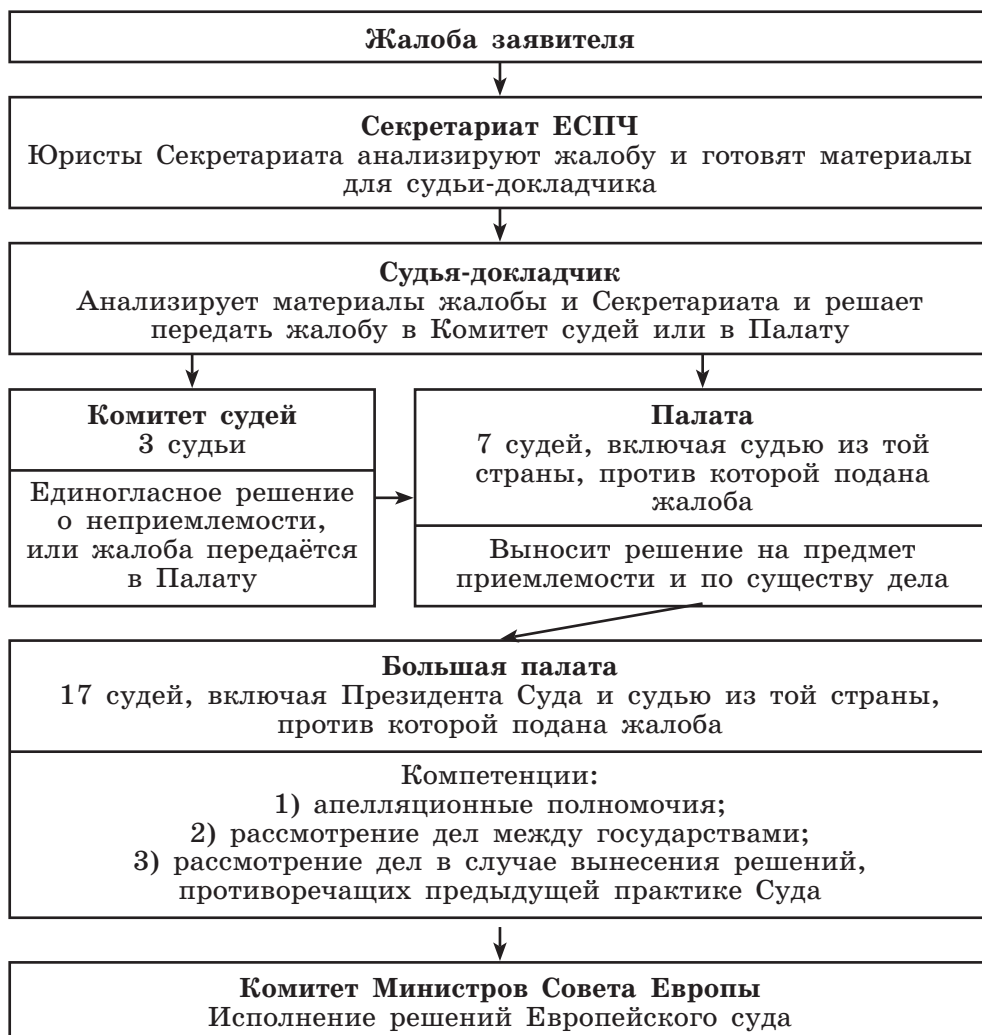 Жалоба заявителя
Секретариат ЕСПЧ
Юристы Секретариата анализируют жалобу и готовят материалы
для судьи-докладчика
Судья-докладчик
Анализирует материалы жалобы и Секретариата и решает
передать жалобу в Комитет судей или в Палату
Комитет судей
3 судьи
Единогласное решение
о неприемлемости,
или жалоба передаётся
в Палату
Палата
7 судей, включая судью из той
страны, против которой подана
жалоба
Выносит решение на предмет
приемлемости и по существу дела
Большая палата
17 судей, включая Президента Суда и судью из той страны,
против которой подана жалоба
Компетенции:
1) апелляционные полномочия;
2) рассмотрение дел между государствами;
3) рассмотрение дел в случае вынесения решений,
противоречащих предыдущей практике Суда
Комитет Министров Совета Европы
Исполнение решений Европейского суда